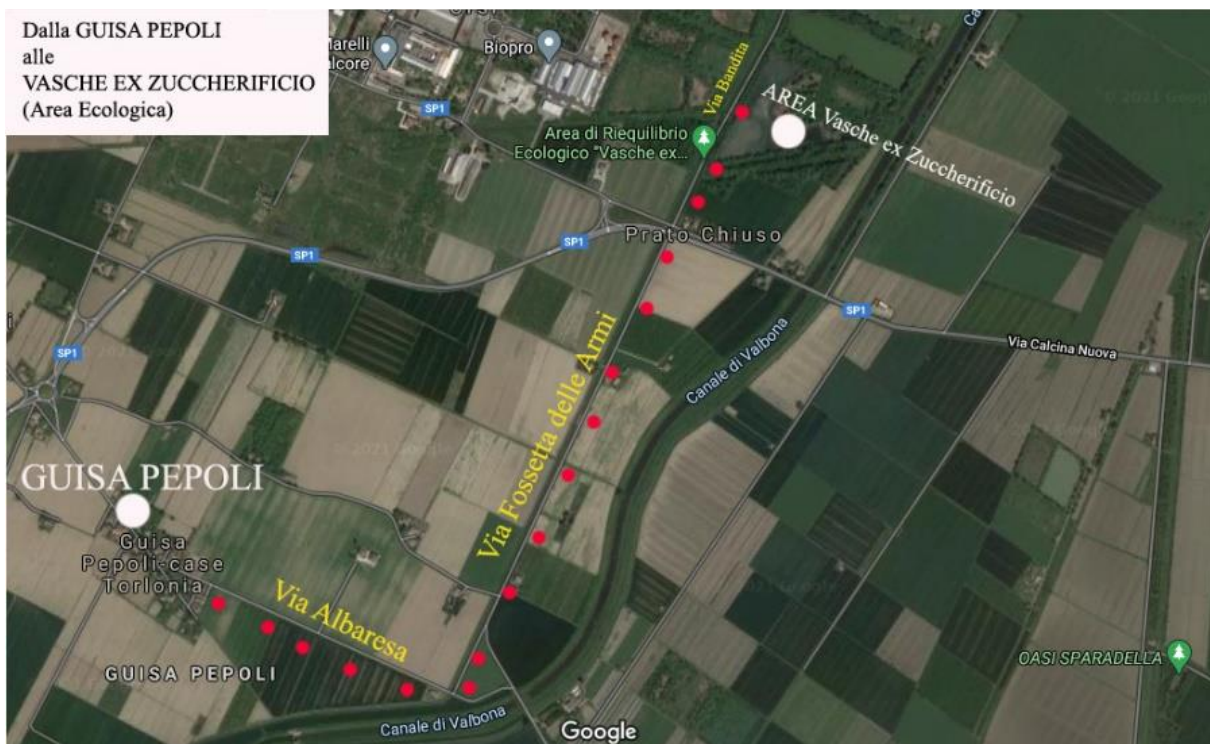 Dalla GUISA PEPOLI
alle
VASCHE EX ZUCCHERIFICIO
(Area Ecologica)
Biopro
SP1
Via Bandita
AREA Vasche ex Zuccherificio
Area di Riequilibrio
Ecologico "Vasche ex...
Prato Chiuso
SP1
SP1
SP1
Via Calcina Nuova
SP1
Canale di Valbona
Via Fossetta delle Armi
GUISA PEPOLI
Guisa
Pepoli-case
Torlonia
Via Albaresa
GUISA PEPOLI
OASI SPARADELLA
Canale di Valbona
Google